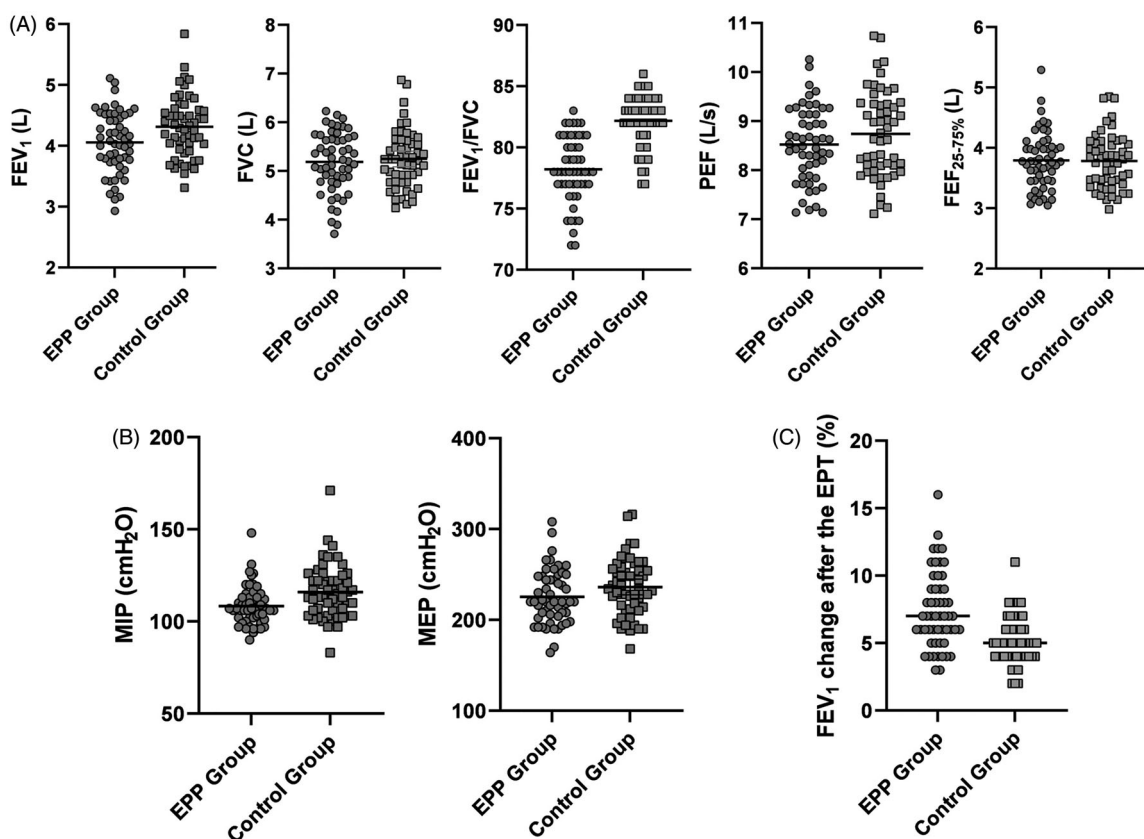 (A)
FEV₁ (L)
6
5
4
3
2
EPP Group
Control Group
FVC (L)
8
7
6
5
4
3
EPP Group
Control Group
FEV₁/FVC
90
85
80
75
70
EPP Group
Control Group
PEF (L/s)
11
10
9
8
7
6
EPP Group
Control Group
FEF₂₅₋₇₅% (L)
6
5
4
3
2
EPP Group
Control Group
(B)
MIP (cmH₂O)
200
150
100
50
EPP Group
Control Group
MEP (cmH₂O)
400
300
200
100
EPP Group
Control Group
(C)
FEV₁ change after the EPT (%)
20
15
10
5
0
EPP Group
Control Group